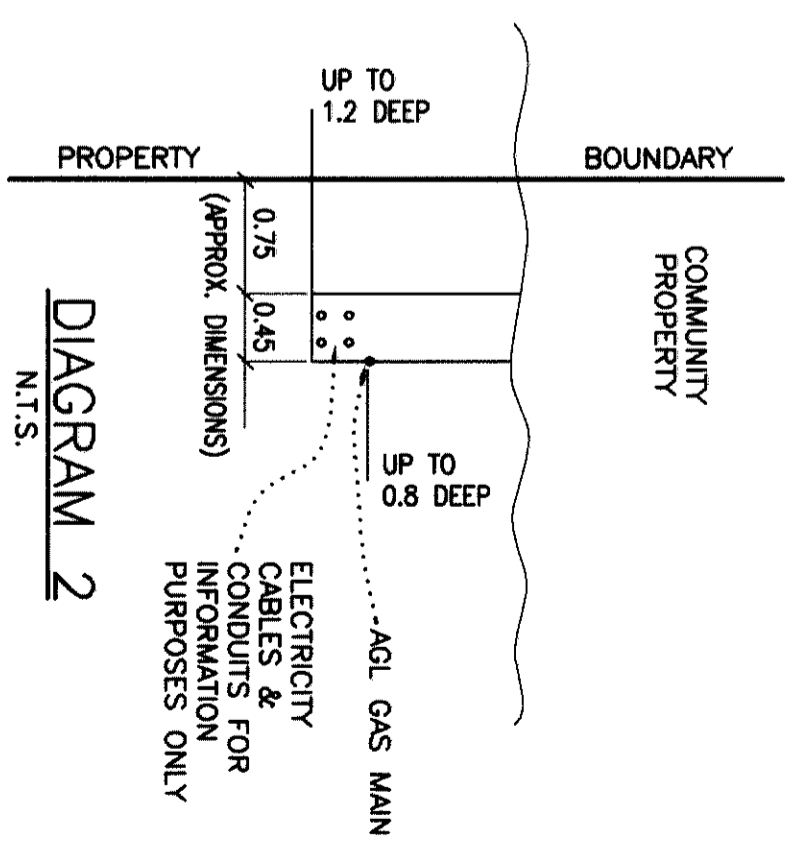 UP TO
1.2 DEEP
PROPERTY
BOUNDARY
COMMUNITY
PROPERTY
0.75
0.45
(APPROX. DIMENSIONS)
UP TO
0.8 DEEP
AGL GAS MAIN
ELECTRICITY
CABLES &
CONDUITS FOR
INFORMATION
PURPOSES ONLY
DIAGRAM 2
N.T.S.